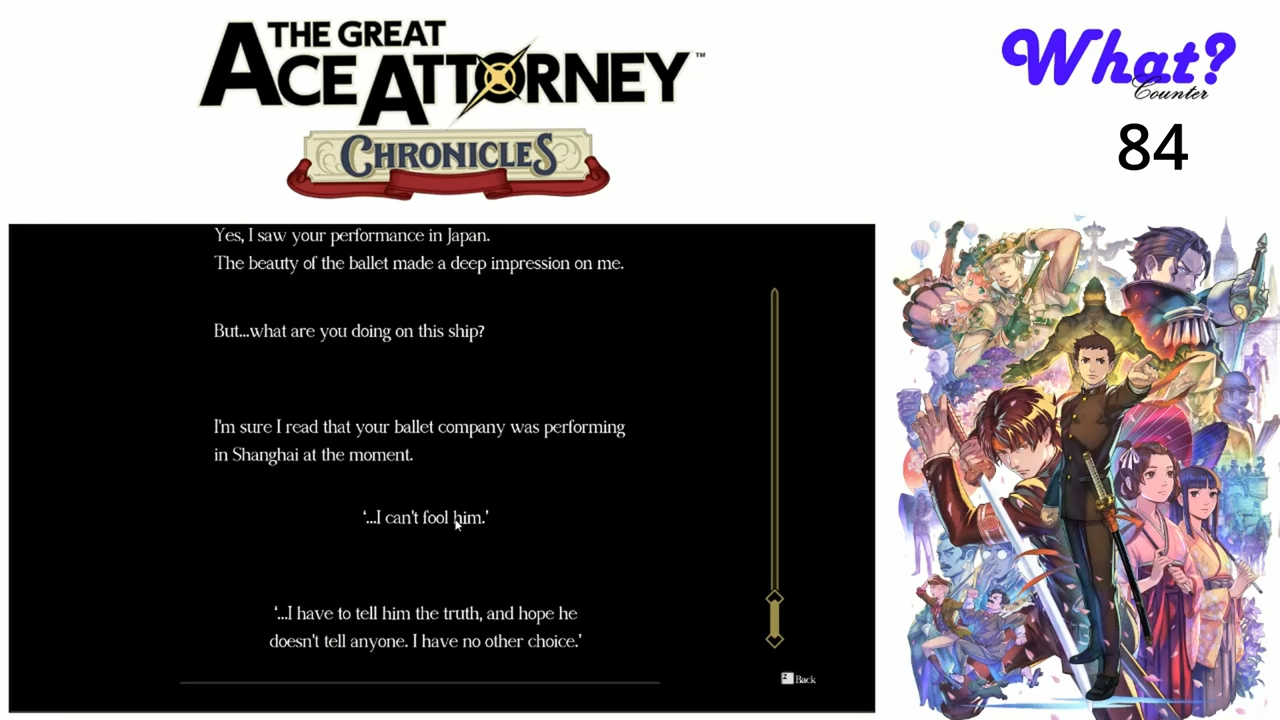 THE GREAT
ACE ATTORNEY™
CHRONICLES
What?
Counter
84
Yes, I saw your performance in Japan.
The beauty of the ballet made a deep impression on me.
But...what are you doing on this ship?
I'm sure I read that your ballet company was performing
in Shanghai at the moment.
‘...I can't fool him.’
‘...I have to tell him the truth, and hope he
doesn't tell anyone. I have no other choice.’
Back